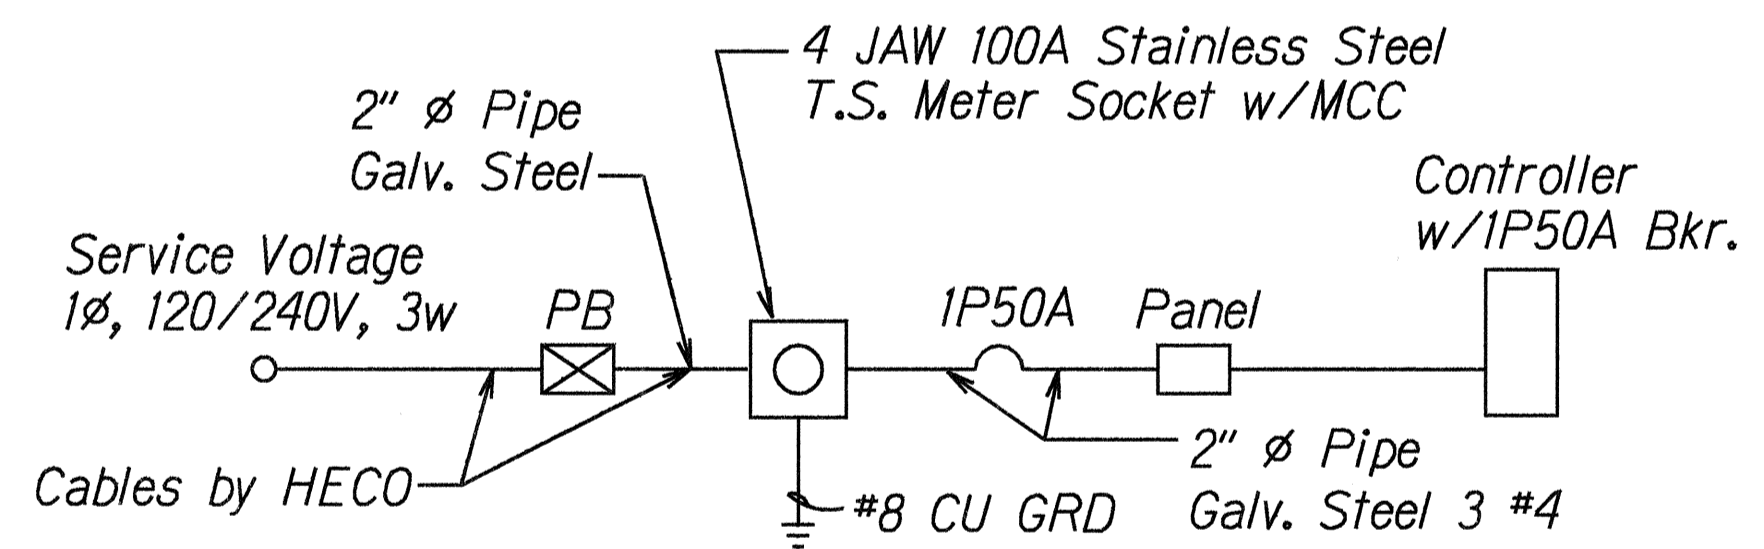 4 JAW 100A Stainless Steel
T.S. Meter Socket w/MCC
2" ø Pipe
Galv. Steel
Controller
w/1P50A Bkr.
Service Voltage
1ø, 120/240V, 3w
PB
1P50A
Panel
Cables by HECO
#8 CU GRD
2" ø Pipe
Galv. Steel 3 #4